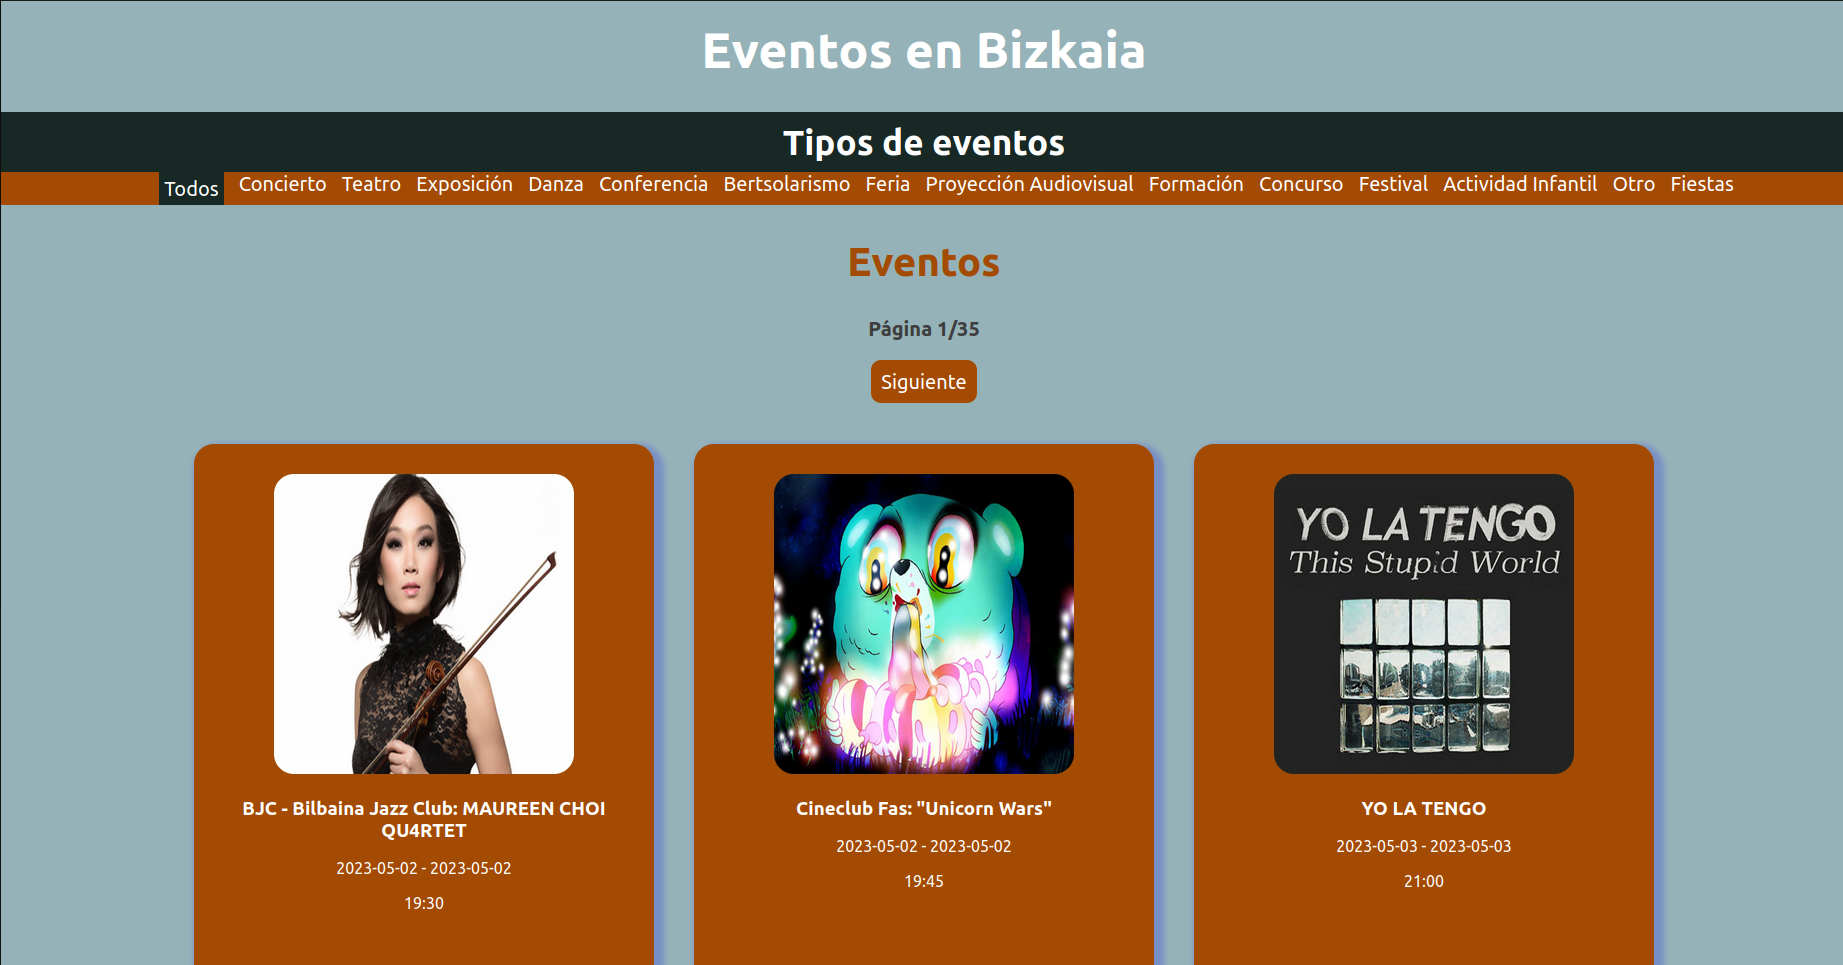 Eventos en Bizkaia
Tipos de eventos
Todos Concierto Teatro Exposición Danza Conferencia Bertsolarismo Feria Proyección Audiovisual Formación Concurso Festival Actividad Infantil Otro Fiestas
Eventos
Página 1/35
Siguiente
BJC - Bilbaina Jazz Club: MAUREEN CHOI
QU4RTET
2023-05-02 - 2023-05-02
19:30
Cineclub Fas: "Unicorn Wars"
2023-05-02 - 2023-05-02
19:45
YO LA TENGO
This Stupid World
YO LA TENGO
2023-05-03 - 2023-05-03
21:00